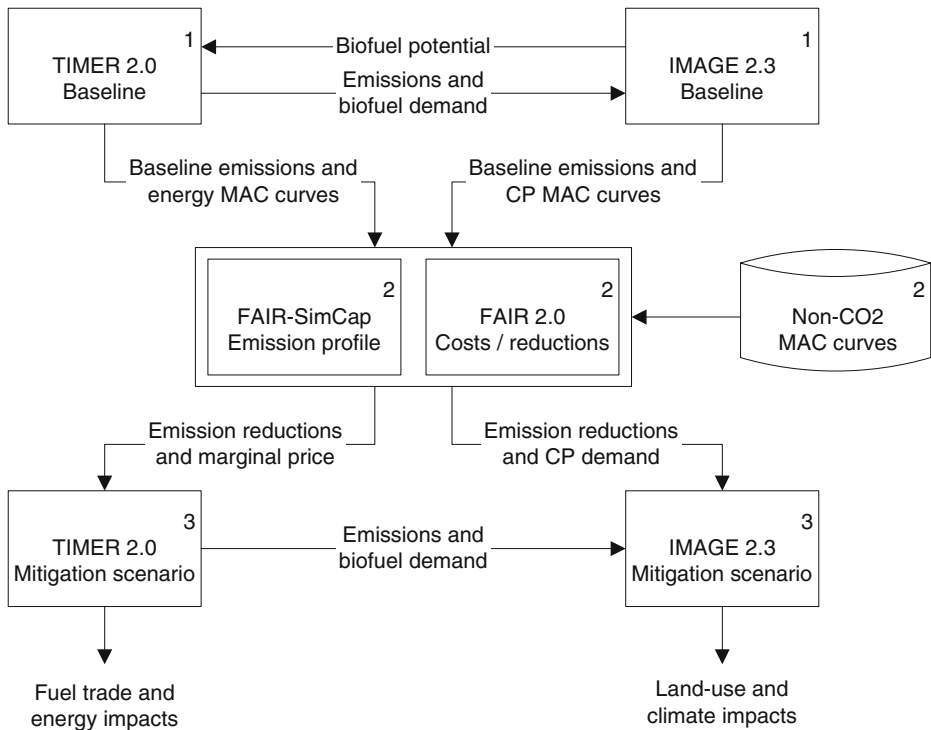 1
TIMER 2.0
Baseline
Biofuel potential
Emissions and
biofuel demand
1
IMAGE 2.3
Baseline
Baseline emissions and
energy MAC curves
Baseline emissions and
CP MAC curves
2
FAIR-SimCap
Emission profile
2
FAIR 2.0
Costs / reductions
2
Non-CO2
MAC curves
Emission reductions
and marginal price
Emission reductions
and CP demand
3
TIMER 2.0
Mitigation scenario
Emissions and
biofuel demand
3
IMAGE 2.3
Mitigation scenario
Fuel trade and
energy impacts
Land-use and
climate impacts